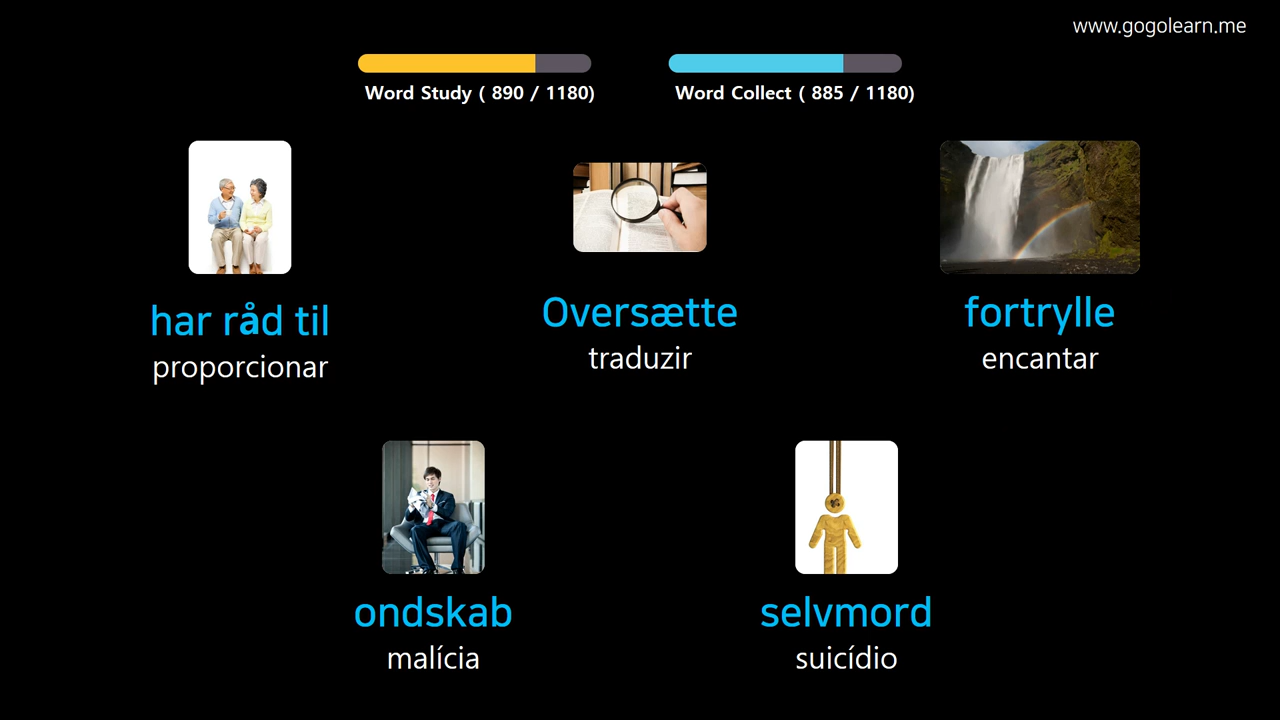 www.gogolearn.me
Word Study ( 890 / 1180)
Word Collect ( 885 / 1180)
har råd til
proporcionar
Oversætte
traduzir
fortrylle
encantar
ondskab
malícia
selvmord
suicídio